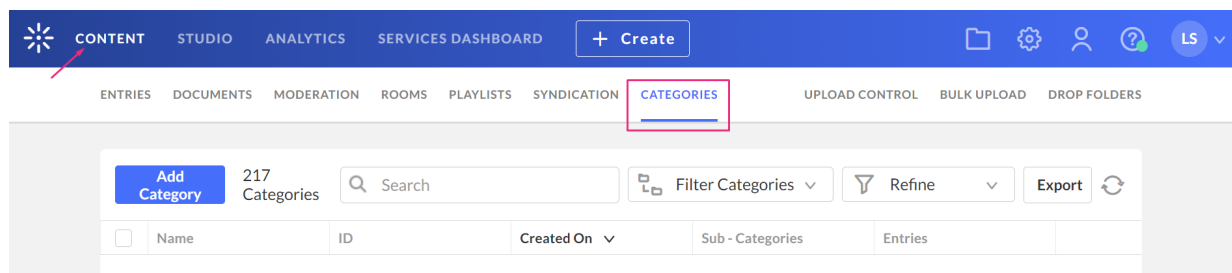 CONTENT STUDIO ANALYTICS SERVICES DASHBOARD + Create LS
ENTRIES DOCUMENTS MODERATION ROOMS PLAYLISTS SYNDICATION CATEGORIES UPLOAD CONTROL BULK UPLOAD DROP FOLDERS
Add Category 217 Categories Search Filter Categories Refine Export
Name ID Created On Sub - Categories Entries